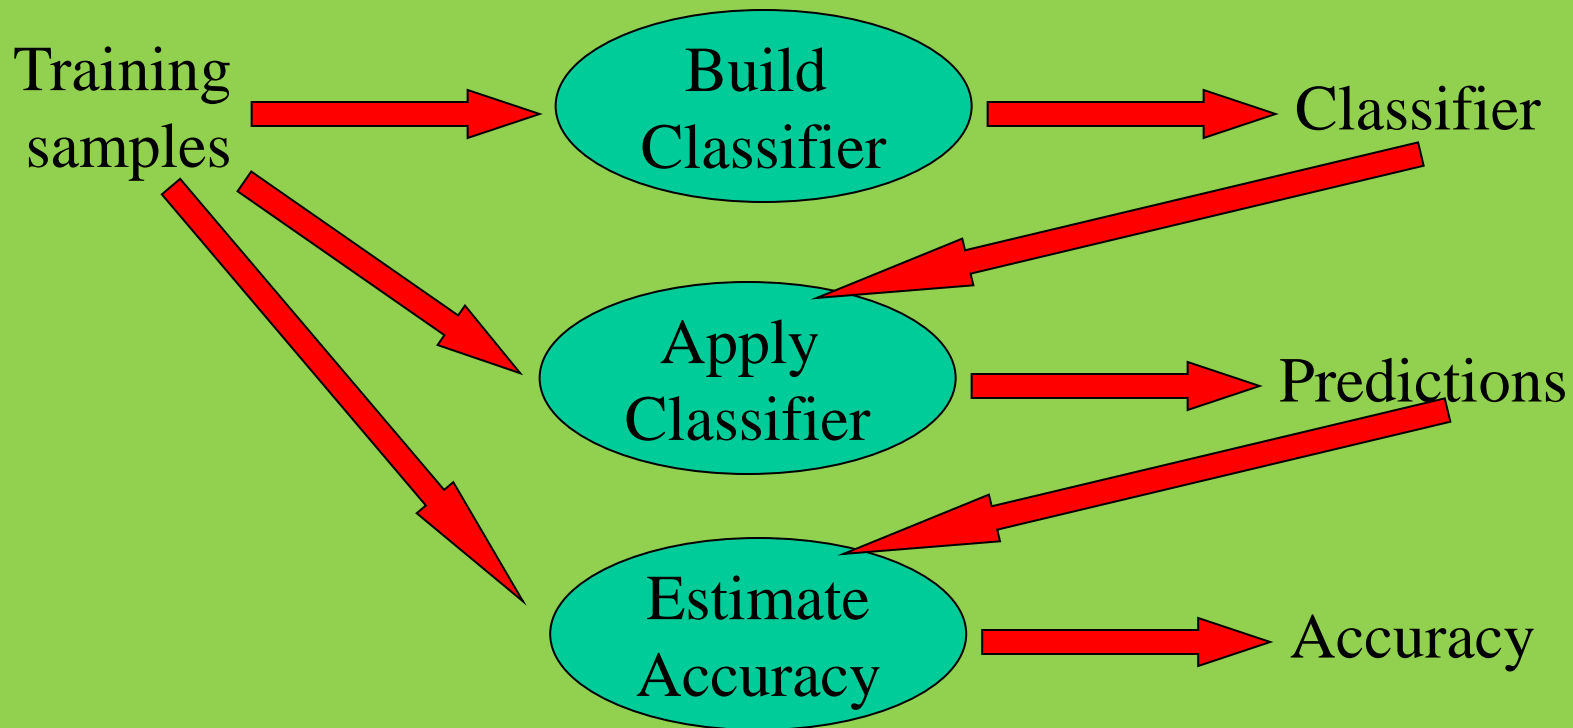 Training
samples
Build
Classifier
Classifier
Apply
Classifier
Predictions
Estimate
Accuracy
Accuracy